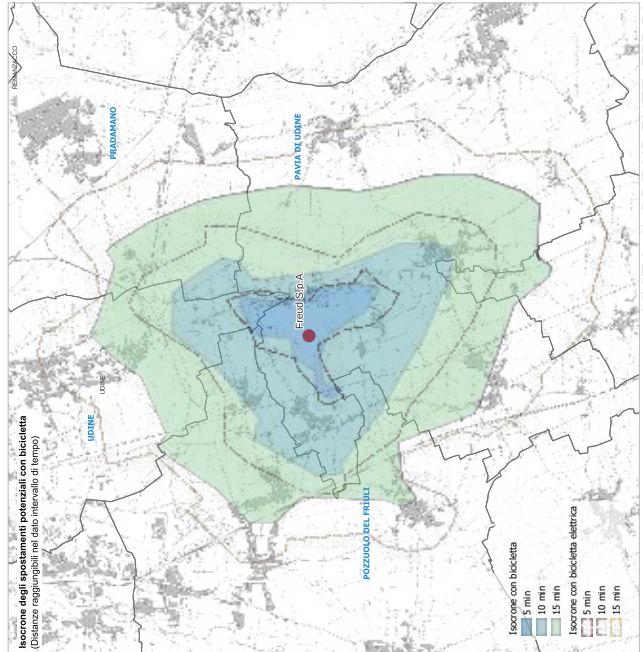 Isocrone degli spostamenti potenziali con bicicletta
(Distanze raggiungibili nel dato intervallo di tempo)
REMANZACCO
PRADAMANO
PAVIA DI UDINE
UDINE
UDINE
Freud S.p.A.
POZZUOLO DEL FRIULI
Isocrone con bicicletta
5 min
10 min
15 min
Isocrone con bicicletta elettrica
5 min
10 min
15 min